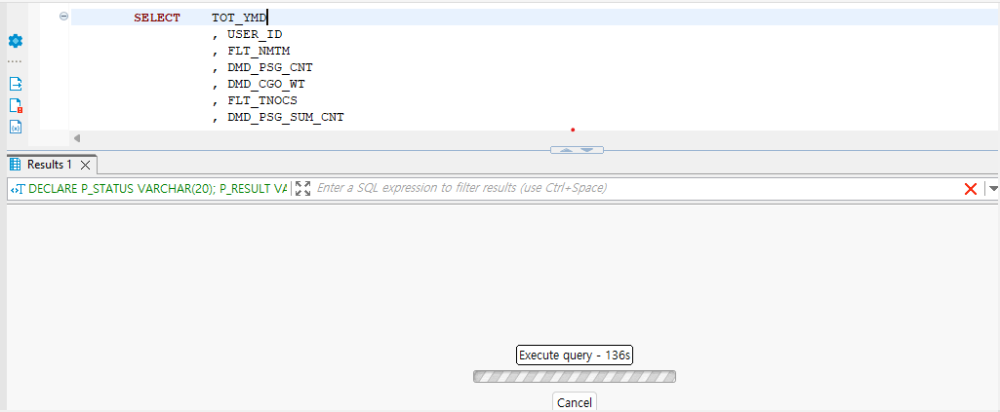 SELECT TOT_YMD
, USER_ID
, FLT_NMTM
, DMD_PSG_CNT
, DMD_CGO_WT
, FLT_TNOCS
, DMD_PSG_SUM_CNT
Results 1
DECLARE P_STATUS VARCHAR(20); P_RESULT VA
Enter a SQL expression to filter results (use Ctrl+Space)
Execute query - 136s
Cancel